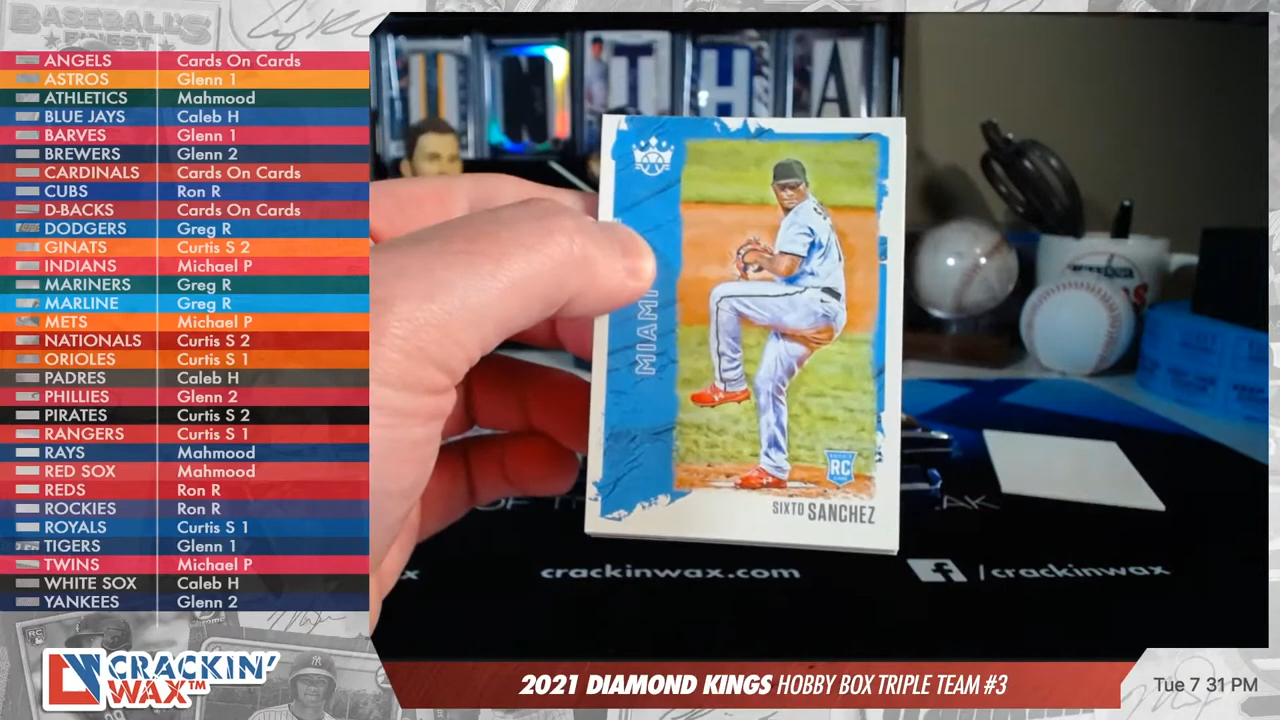 BASEBALL'S
FINEST
ANGELS Cards On Cards
ASTROS Glenn 1
ATHLETICS Mahmood
BLUE JAYS Caleb H
BARVES Glenn 1
BREWERS Glenn 2
CARDINALS Cards On Cards
CUBS Ron R
D-BACKS Cards On Cards
DODGERS Greg R
GINATS Curtis S 2
INDIANS Michael P
MARINERS Greg R
MARLINE Greg R
METS Michael P
NATIONALS Curtis S 2
ORIOLES Curtis S 1
PADRES Caleb H
PHILLIES Glenn 2
PIRATES Curtis S 2
RANGERS Curtis S 1
RAYS Mahmood
RED SOX Mahmood
REDS Ron R
ROCKIES Ron R
ROYALS Curtis S 1
TIGERS Glenn 1
TWINS Michael P
WHITE SOX Caleb H
YANKEES Glenn 2
RC
CRACKIN'
WAX™
I N T H A
MIAMI
RC
SIXTO SANCHEZ
OF T
crackinwax.com
f /crackinwax
2021 DIAMOND KINGS HOBBY BOX TRIPLE TEAM #3
Tue 7 31 PM